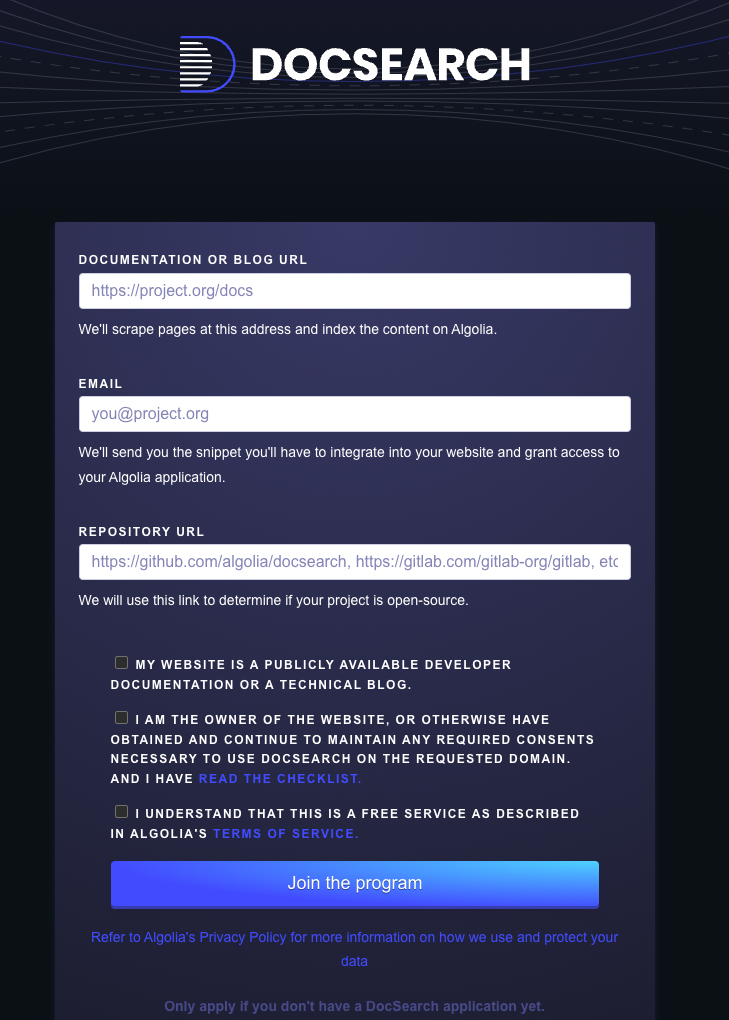 DOCSEARCH
DOCUMENTATION OR BLOG URL
https://project.org/docs
We'll scrape pages at this address and index the content on Algolia.
EMAIL
you@project.org
We'll send you the snippet you'll have to integrate into your website and grant access to
your Algolia application.
REPOSITORY URL
https://github.com/algolia/docsearch, https://gitlab.com/gitlab-org/gitlab, etc
We will use this link to determine if your project is open-source.
MY WEBSITE IS A PUBLICLY AVAILABLE DEVELOPER
DOCUMENTATION OR A TECHNICAL BLOG.
I AM THE OWNER OF THE WEBSITE, OR OTHERWISE HAVE
OBTAINED AND CONTINUE TO MAINTAIN ANY REQUIRED CONSENTS
NECESSARY TO USE DOCSEARCH ON THE REQUESTED DOMAIN.
AND I HAVE READ THE CHECKLIST.
I UNDERSTAND THAT THIS IS A FREE SERVICE AS DESCRIBED
IN ALGOLIA'S TERMS OF SERVICE.
Join the program
Refer to Algolia's Privacy Policy for more information on how we use and protect your
data
Only apply if you don't have a DocSearch application yet.